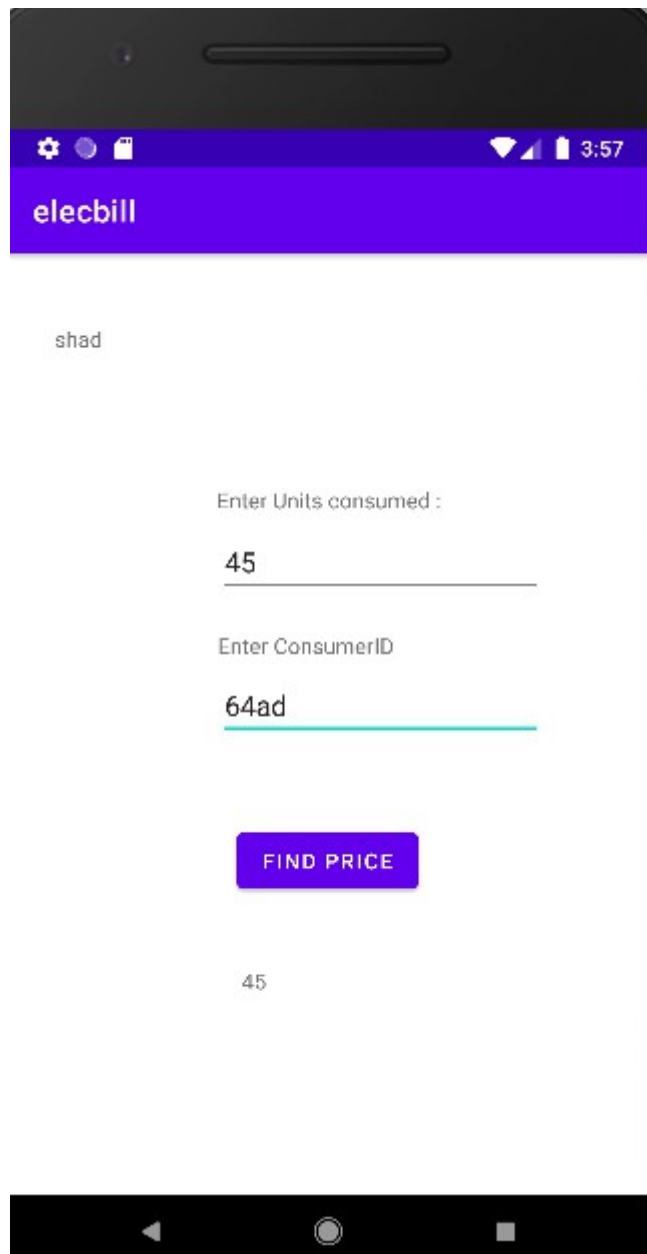 3:57
elecbill
shad
Enter Units consumed :
45
Enter ConsumerID
64ad
FIND PRICE
45